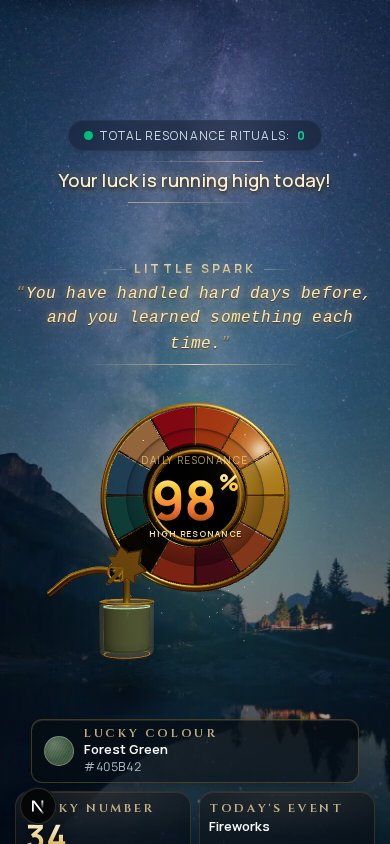 TOTAL RESONANCE RITUALS: 0
Your luck is running high today!
LITTLE SPARK
"You have handled hard days before,
and you learned something each
time."
DAILY RESONANCE
98%
HIGH RESONANCE
LUCKY COLOUR
Forest Green
#405B42
N
KY NUMBER
34
TODAY'S EVENT
Fireworks